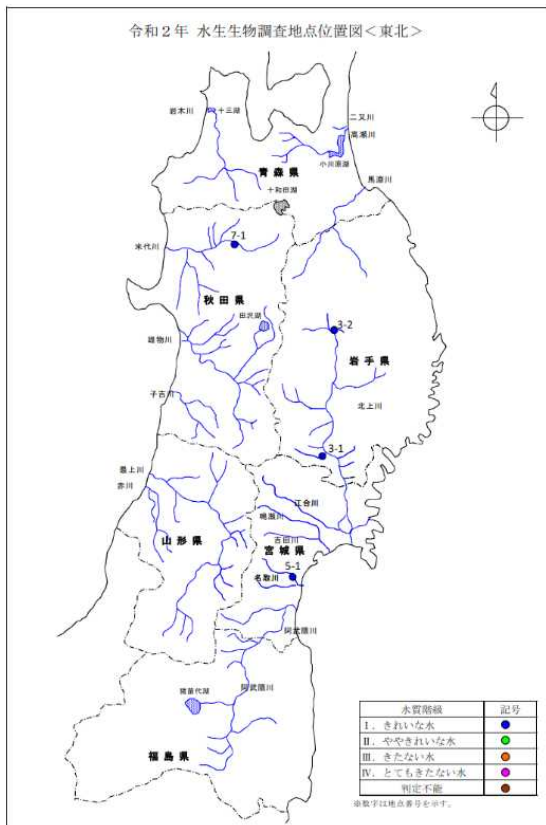 令和２年 水生生物調査地点位置図＜東北＞
岩木川
十三湖
二又川
高瀬川
小川原湖
青森県
馬淵川
十和田湖
7-1
米代川
秋田県
田沢湖
3-2
雄物川
岩手県
子吉川
北上川
3-1
最上川
赤川
江合川
鳴瀬川
吉田川
山形県
宮城県
5-1
名取川
阿武隈川
猪苗代湖
阿武隈川
福島県
水質階級 記号
Ⅰ．きれいな水
Ⅱ．ややきれいな水
Ⅲ．きたない水
Ⅳ．とてもきたない水
判定不能
※数字は地点番号を示す。